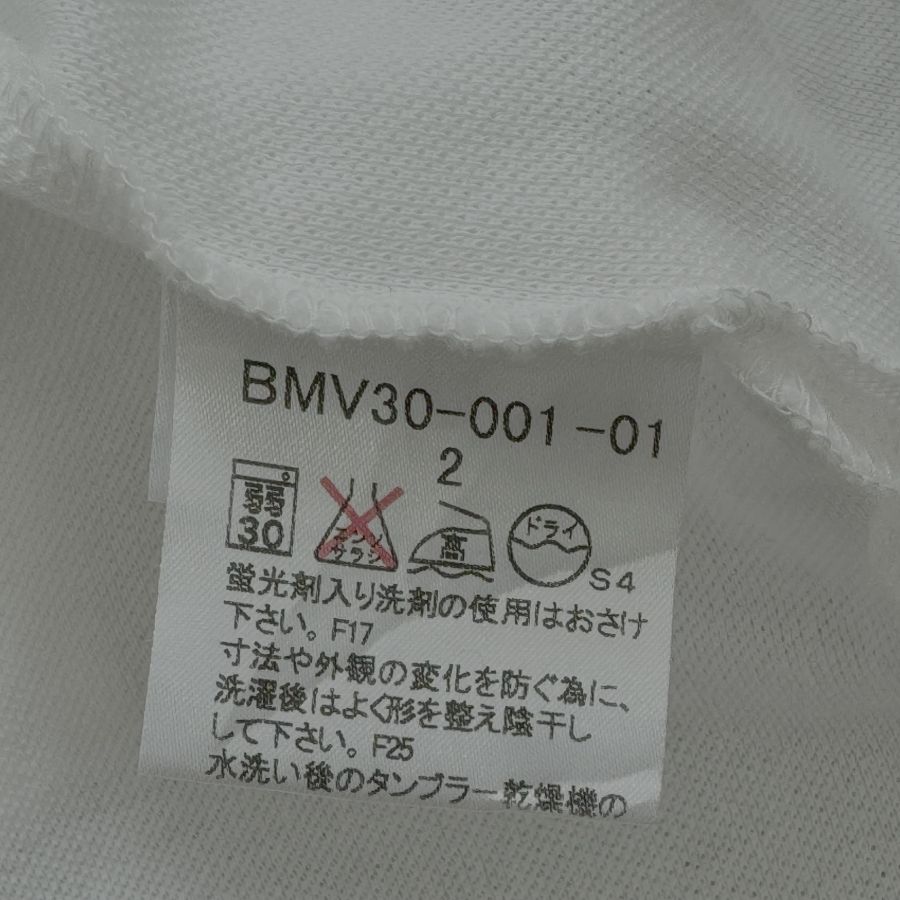 BMV30-001-01
2
弱
30
エンソ
サラシ
高
ドライ
S4
蛍光剤入り洗剤の使用はおさけ
下さい。F17
寸法や外観の変化を防ぐ為に、
洗濯後はよく形を整え陰干し
して下さい。F25
水洗い後のタンブラー乾燥機の